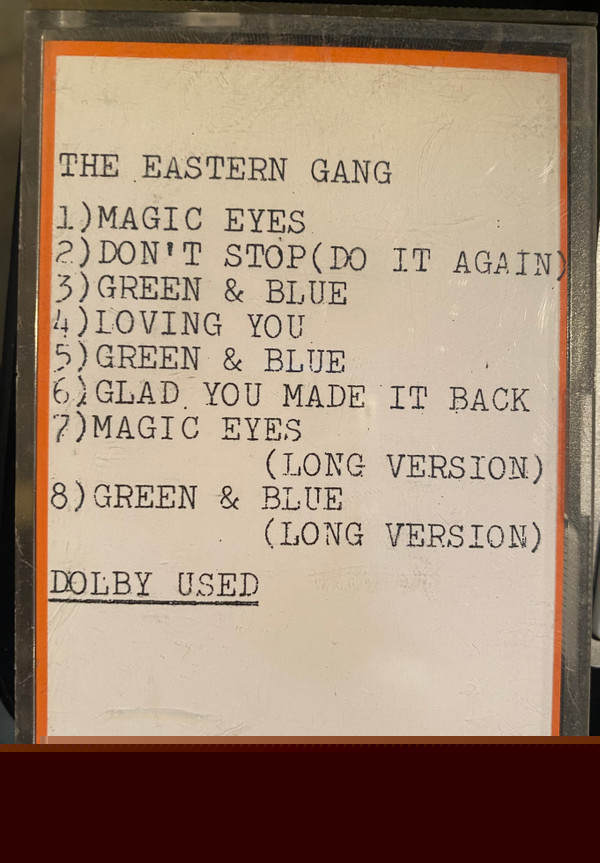 THE EASTERN GANG
1)MAGIC EYES
2)DON'T STOP(DO IT AGAIN)
3)GREEN & BLUE
4)LOVING YOU
5)GREEN & BLUE
6)GLAD YOU MADE IT BACK
7)MAGIC EYES
(LONG VERSION)
8)GREEN & BLUE
(LONG VERSION)
DOLBY USED